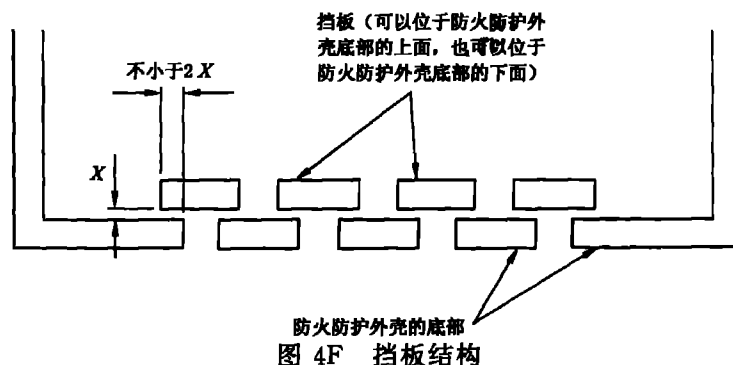 挡板（可以位于防火防护外
壳底部的上面，也可以位于
防火防护外壳底部的下面）
不小于2 X
X
防火防护外壳的底部
图 4F 挡板结构